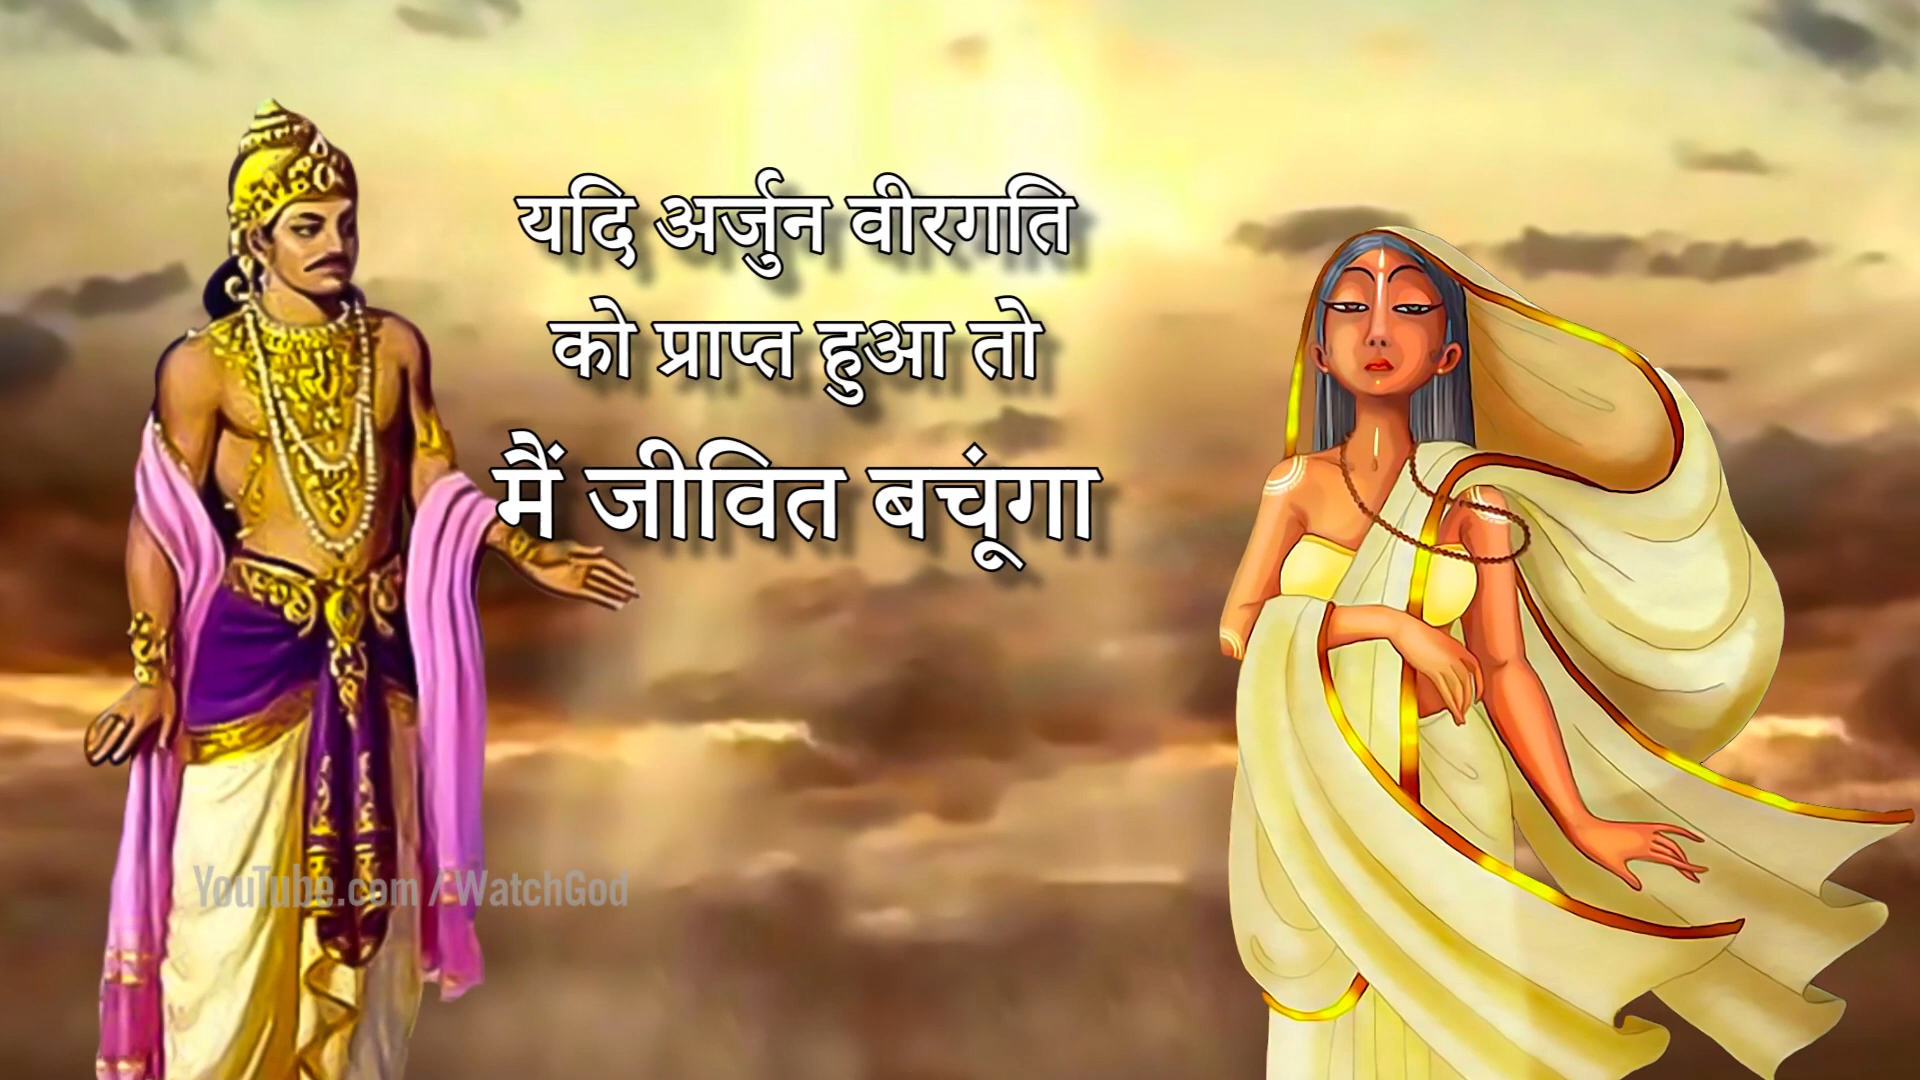 यदि अर्जुन वीरगति
को प्राप्त हुआ तो
मैं जीवित बचूंगा
YouTube.com / WatchGod